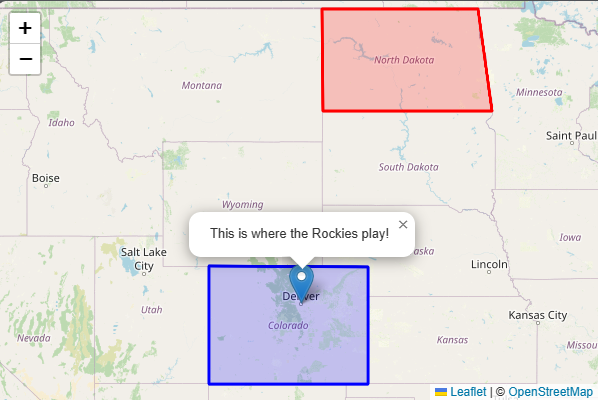 +
−
North Dakota
Montana
Minnesota
Idaho
Saint Paul
South Dakota
Boise
Wyoming
This is where the Rockies play!
×
Iowa
aska
Salt Lake
City
Lincoln
Denver
Utah
Kansas City
Colorado
Nevada
Kansas
Missou
Leaflet | © OpenStreetMap